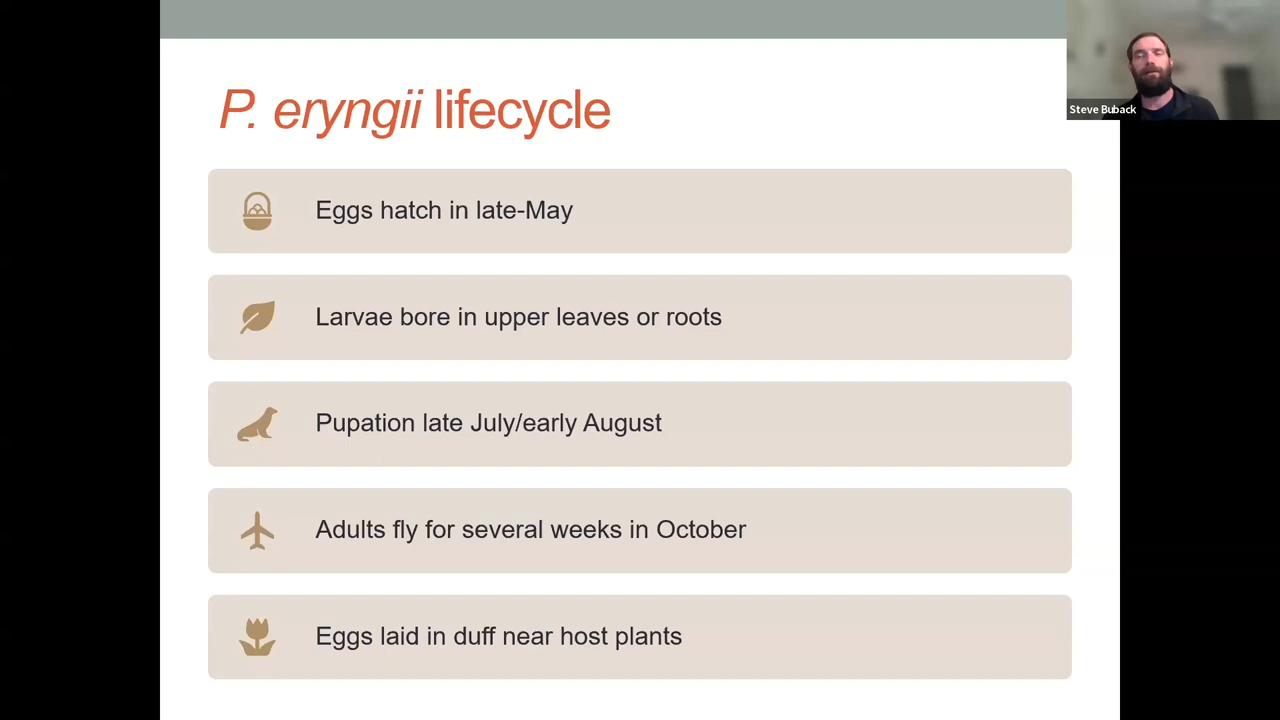 Steve Buback
P. eryngii lifecycle
Eggs hatch in late-May
Larvae bore in upper leaves or roots
Pupation late July/early August
Adults fly for several weeks in October
Eggs laid in duff near host plants